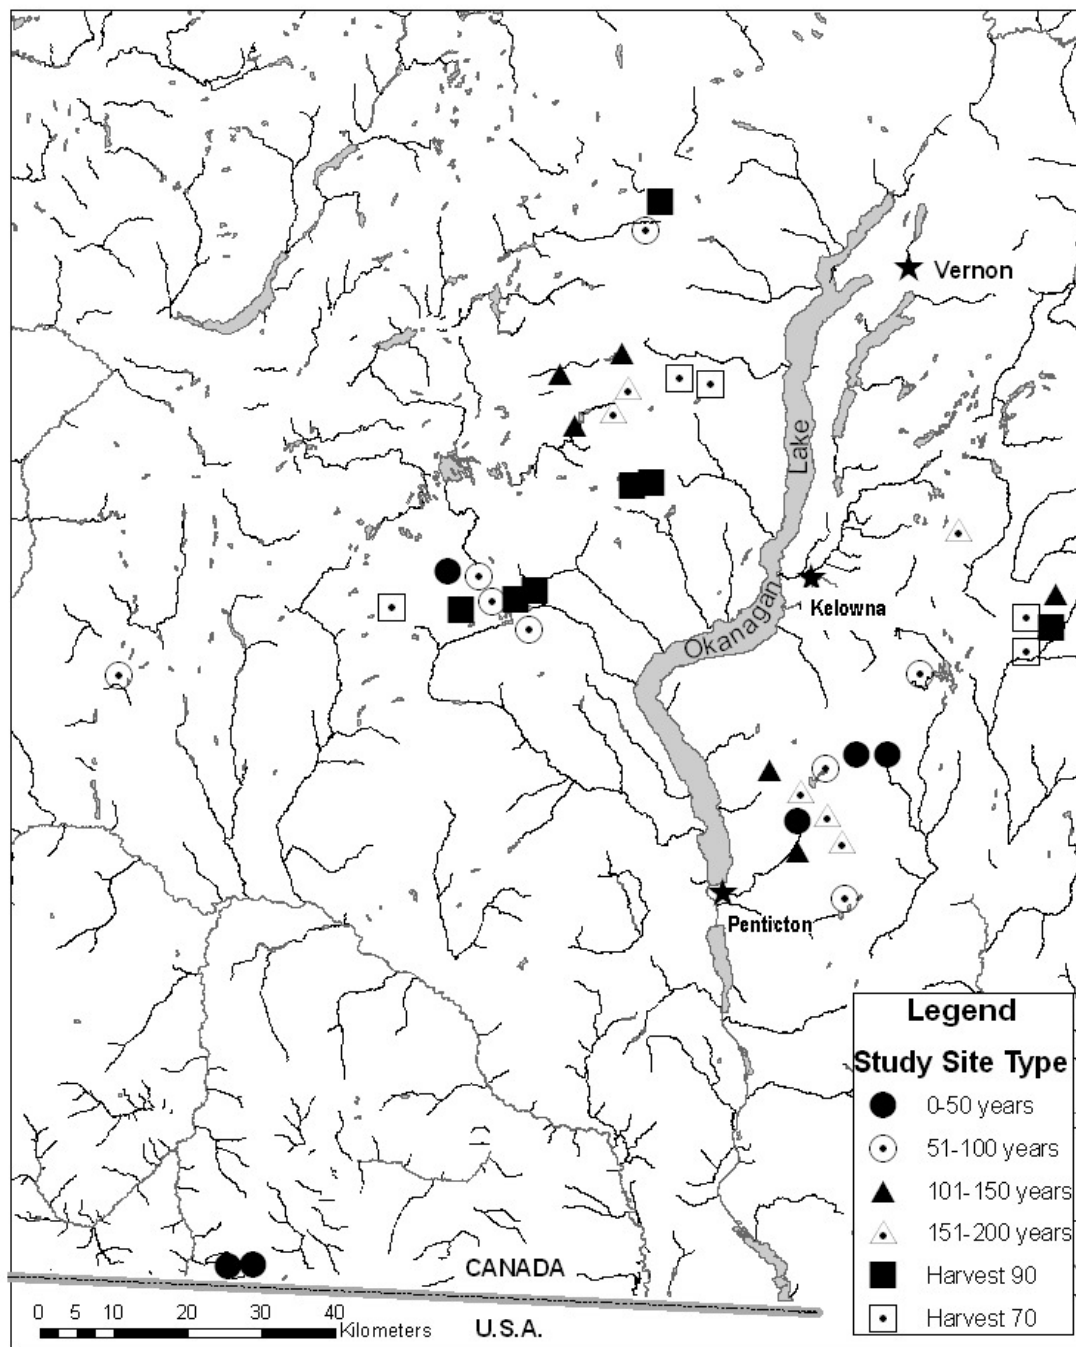 Vernon
Lake
Okanagan
Kelowna
Penticton
Legend
Study Site Type
0-50 years
51-100 years
101-150 years
151-200 years
Harvest 90
Harvest 70
CANADA
U.S.A.
0 5 10 20 30 40
Kilometers